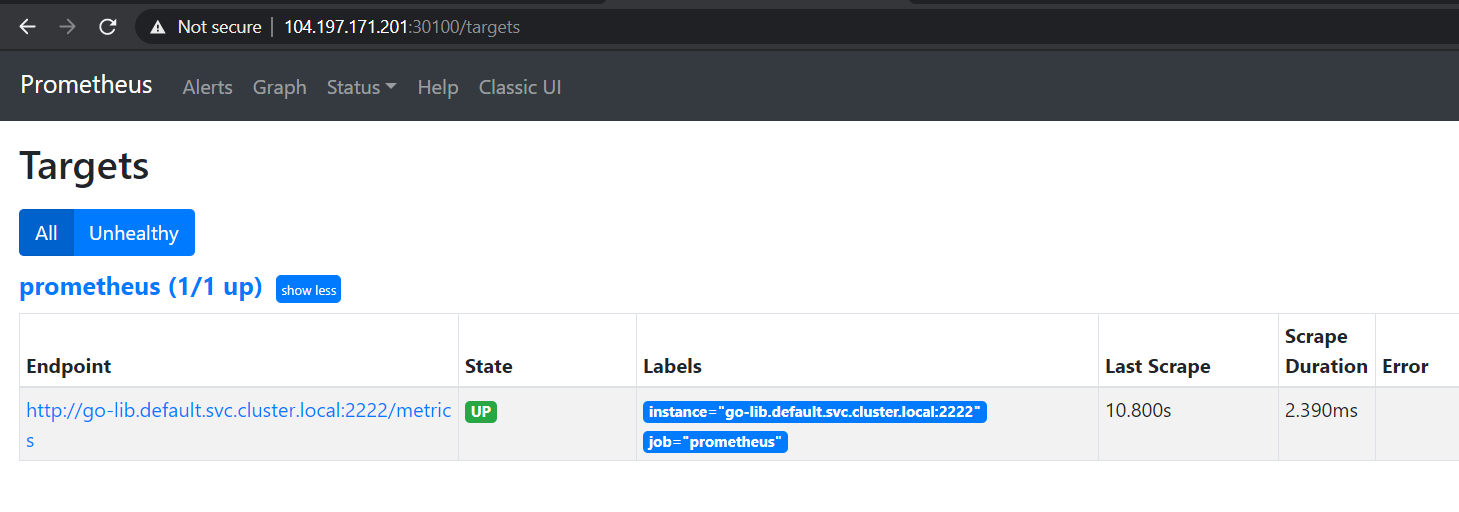 Not secure | 104.197.171.201:30100/targets
Prometheus Alerts Graph Status Help Classic UI
Targets
All Unhealthy
prometheus (1/1 up) show less
Endpoint State Labels Last Scrape Scrape Duration Error
http://go-lib.default.svc.cluster.local:2222/metric
s
UP
instance="go-lib.default.svc.cluster.local:2222"
job="prometheus"
10.800s
2.390ms